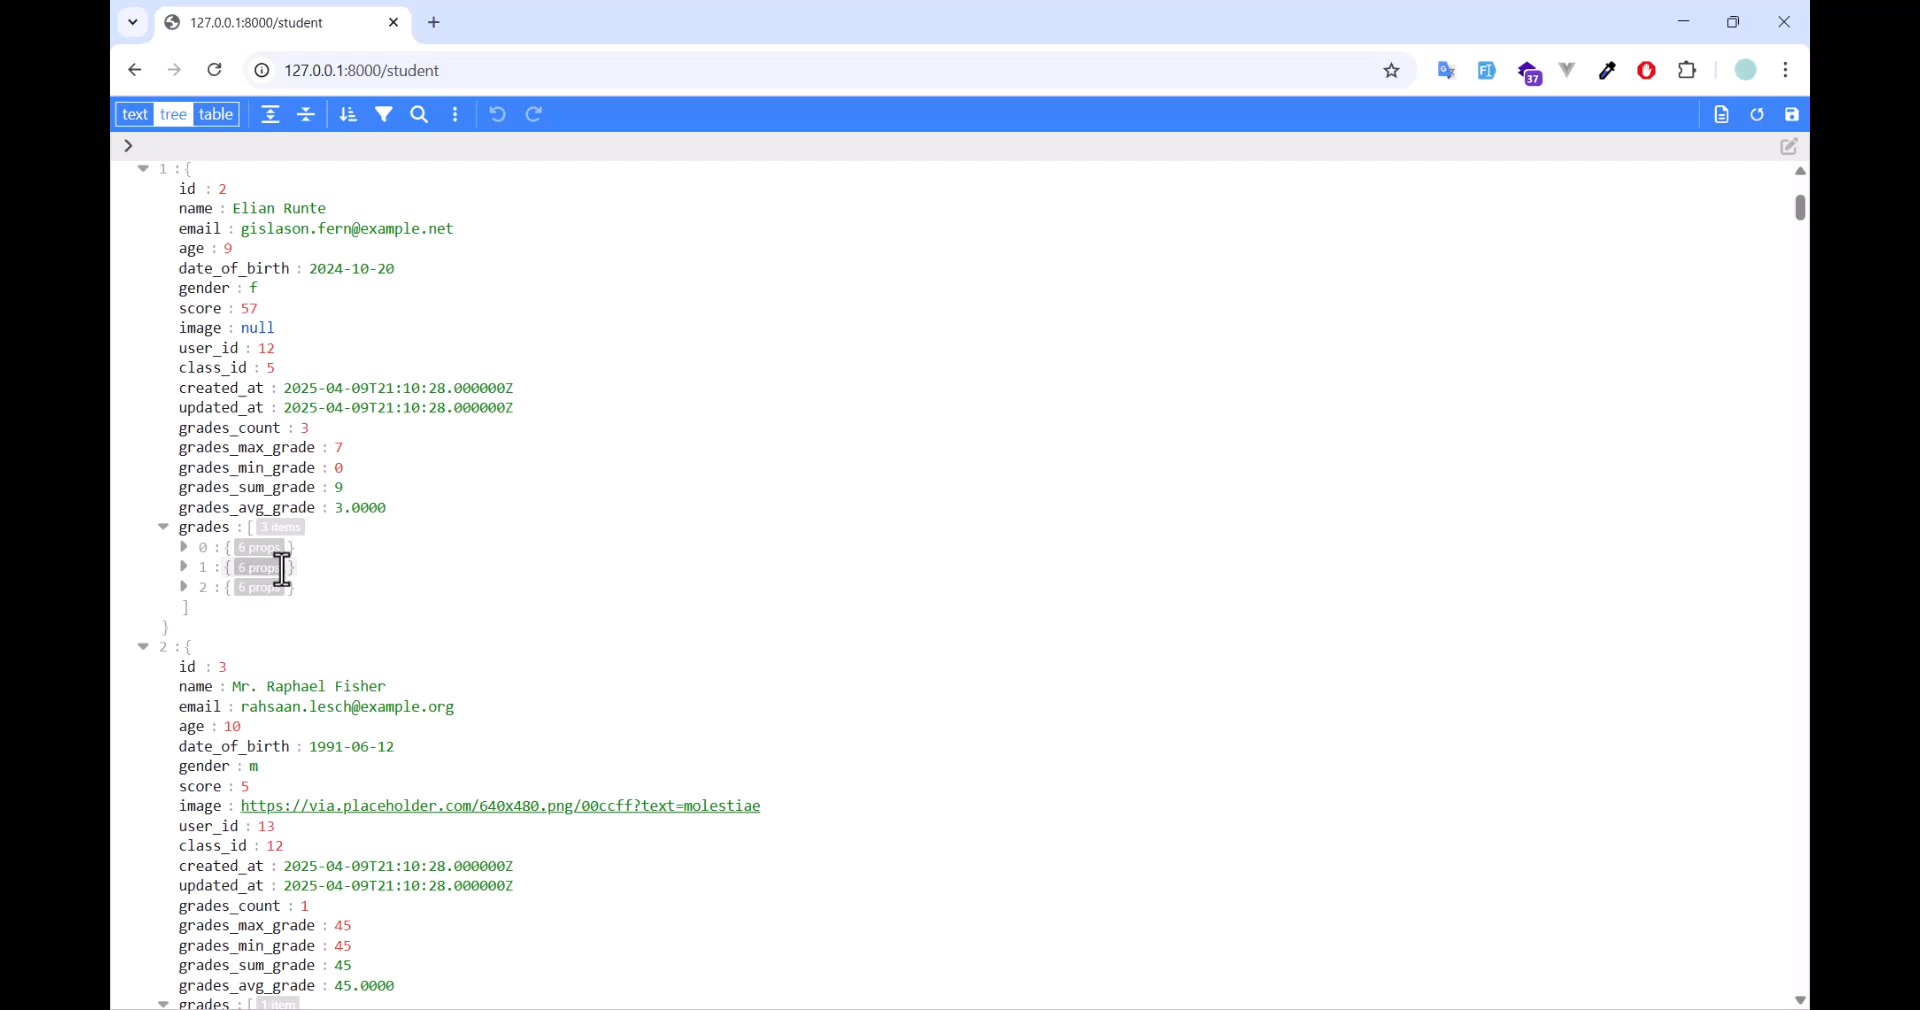 127.0.0.1:8000/student
127.0.0.1:8000/student
37
text tree table
1 : {
id : 2
name : Elian Runte
email : gislason.fern@example.net
age : 9
date_of_birth : 2024-10-20
gender : f
score : 57
image : null
user_id : 12
class_id : 5
created_at : 2025-04-09T21:10:28.000000Z
updated_at : 2025-04-09T21:10:28.000000Z
grades_count : 3
grades_max_grade : 7
grades_min_grade : 0
grades_sum_grade : 9
grades_avg_grade : 3.0000
grades : [ 3 items
0 : { 6 props }
1 : { 6 props }
2 : { 6 props }
]
}
2 : {
id : 3
name : Mr. Raphael Fisher
email : rahsaan.lesch@example.org
age : 10
date_of_birth : 1991-06-12
gender : m
score : 5
image : https://via.placeholder.com/640x480.png/00ccff?text=molestiae
user_id : 13
class_id : 12
created_at : 2025-04-09T21:10:28.000000Z
updated_at : 2025-04-09T21:10:28.000000Z
grades_count : 1
grades_max_grade : 45
grades_min_grade : 45
grades_sum_grade : 45
grades_avg_grade : 45.0000
grades : [ 1 item